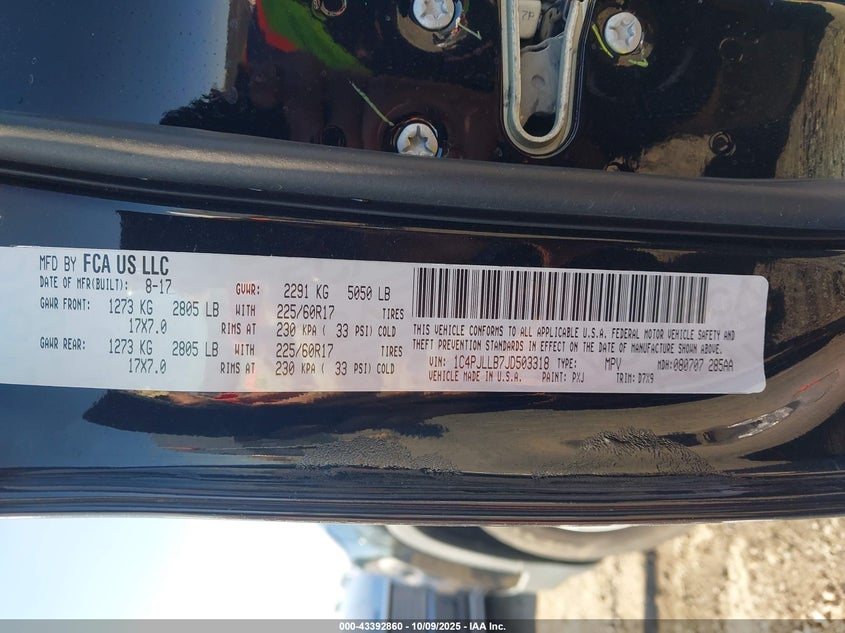 MFD BY FCA US LLC
DATE OF MFR(BUILT): 8-17 GVWR: 2291 KG 5050 LB
GAWR FRONT: 1273 KG 2805 LB WITH 225/60R17 TIRES
17X7.0 RIMS AT 230 KPA ( 33 PSI) COLD
GAWR REAR: 1273 KG 2805 LB WITH 225/60R17 TIRES
17X7.0 RIMS AT 230 KPA ( 33 PSI) COLD
THIS VEHICLE CONFORMS TO ALL APPLICABLE U.S.A. FEDERAL MOTOR VEHICLE SAFETY AND
THEFT PREVENTION STANDARDS IN EFFECT ON THE DATE OF MANUFACTURE SHOWN ABOVE.
VIN: 1C4PJLLB7JD503318 TYPE: MPV MDH:080707 285AA
VEHICLE MADE IN U.S.A. PAINT: PXJ TRIM: D7X9
000-43392860 - 10/09/2025 - IAA Inc.